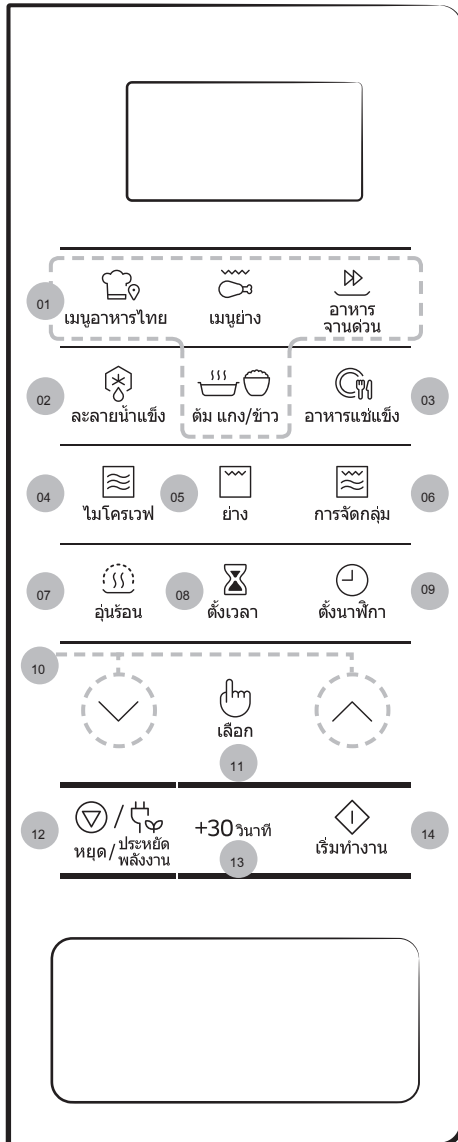 01
เมนูอาหารไทย
เมนูย่าง
อาหาร
จานด่วน
02
ละลายน้ำแข็ง
ต้ม แกง/ข้าว
อาหารแช่แข็ง
03
04
ไมโครเวฟ
05
ย่าง
การจัดกลุ่ม
06
07
อุ่นร้อน
08
ตั้งเวลา
ตั้งนาฬิกา
09
10
เลือก
11
12
/
หยุด/ประหยัด
พลังงาน
+30 วินาที
13
เริ่มทำงาน
14